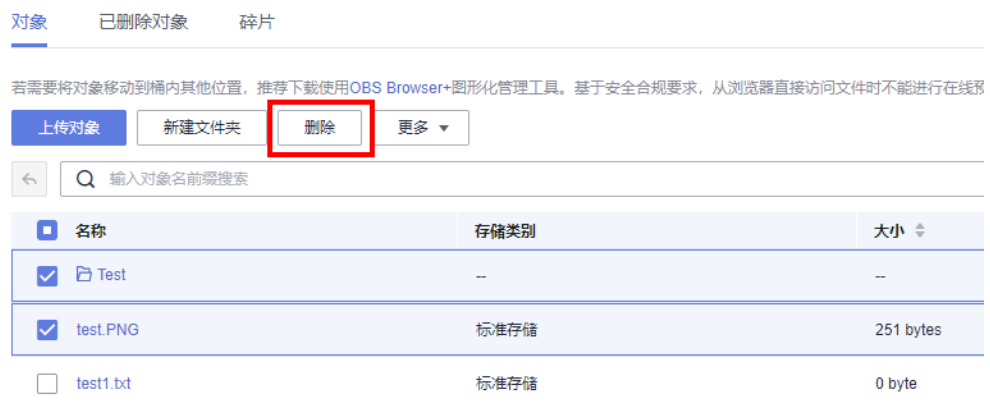 对象 已删除对象 碎片
若需要将对象移动到桶内其他位置，推荐下载使用OBS Browser+图形化管理工具。基于安全合规要求，从浏览器直接访问文件时不能进行在线预
上传对象 新建文件夹 删除 更多
输入对象名前缀搜索
名称 存储类别 大小
Test -- --
test.PNG 标准存储 251 bytes
test1.txt 标准存储 0 byte